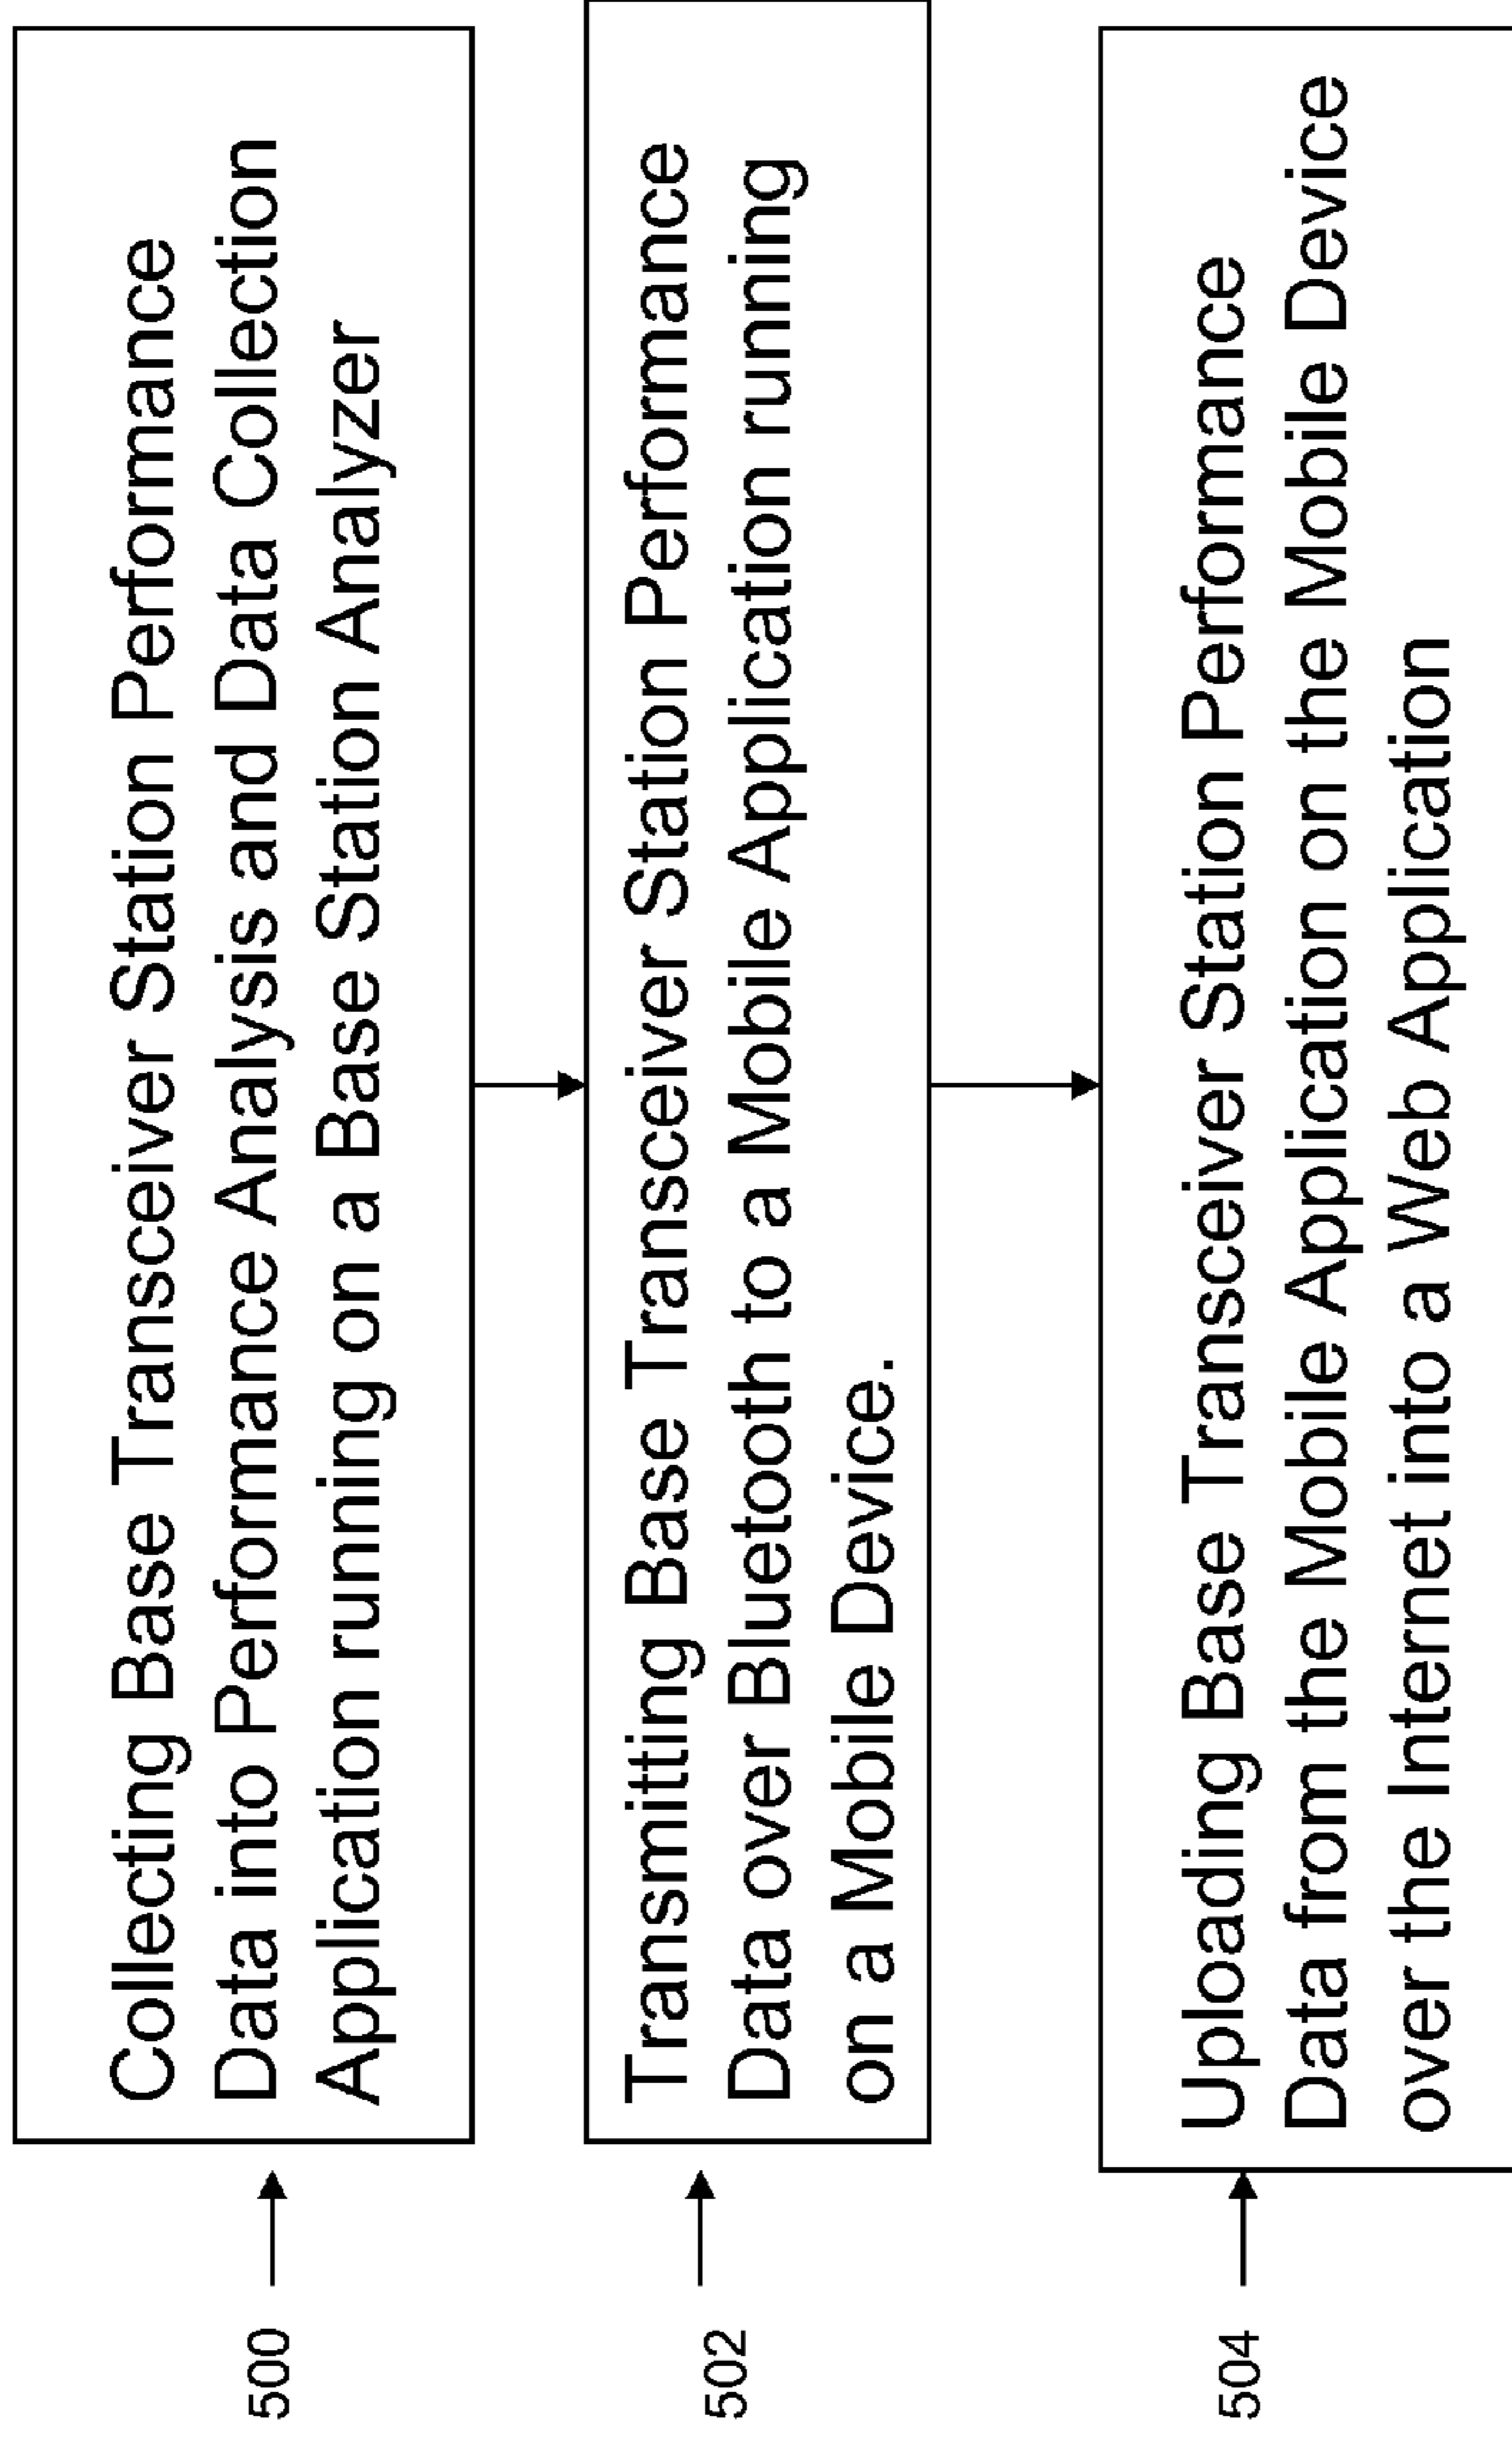 500
Collecting Base Transceiver Station Performance
Data into Performance Analysis and Data Collection
Application running on a Base Station Analyzer
502
Transmitting Base Transceiver Station Performance
Data over Bluetooth to a Mobile Application running
on a Mobile Device.
504
Uploading Base Transceiver Station Performance
Data from the Mobile Application on the Mobile Device
over the Internet into a Web Application